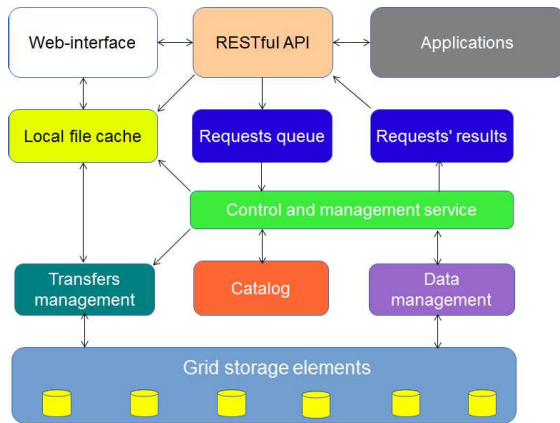 Web-interface
RESTful API
Applications
Local file cache
Requests queue
Requests' results
Control and management service
Transfers
management
Catalog
Data
management
Grid storage elements